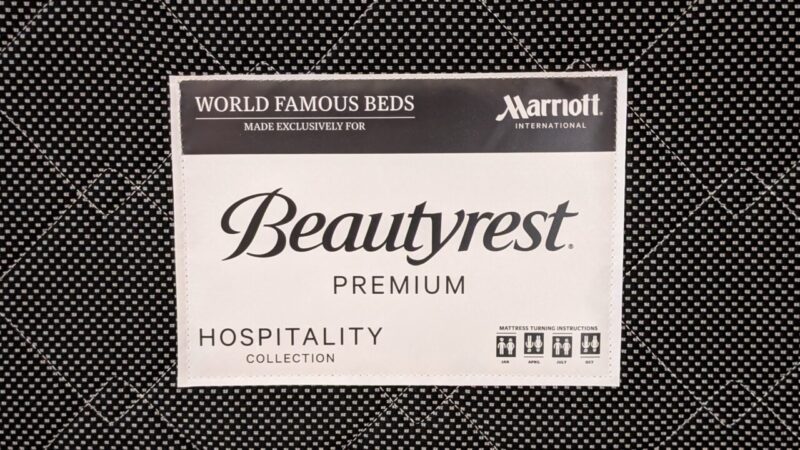 WORLD FAMOUS BEDS
MADE EXCLUSIVELY FOR
Marriott®
INTERNATIONAL
Beautyrest®
PREMIUM
HOSPITALITY
COLLECTION
MATTRESS TURNING INSTRUCTIONS
JAN APRIL JULY OCT